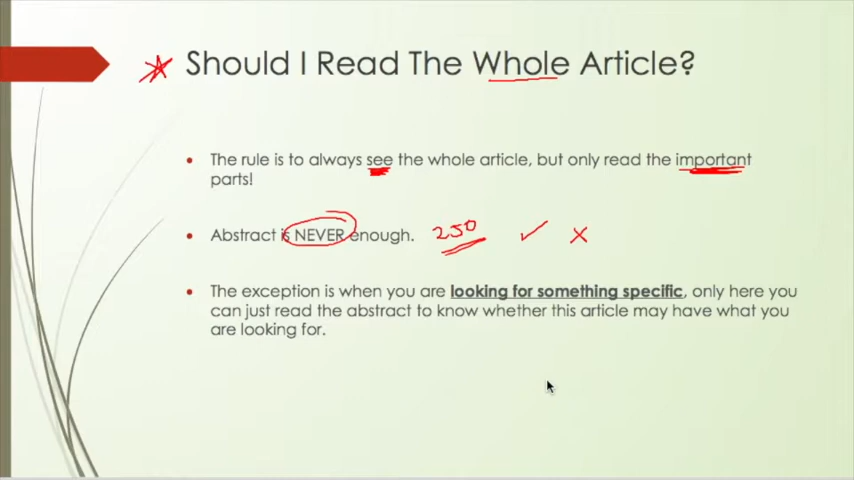 Should I Read The Whole Article?
The rule is to always see the whole article, but only read the important
parts!
Abstract is NEVER enough. 250
The exception is when you are looking for something specific, only here you
can just read the abstract to know whether this article may have what you
are looking for.